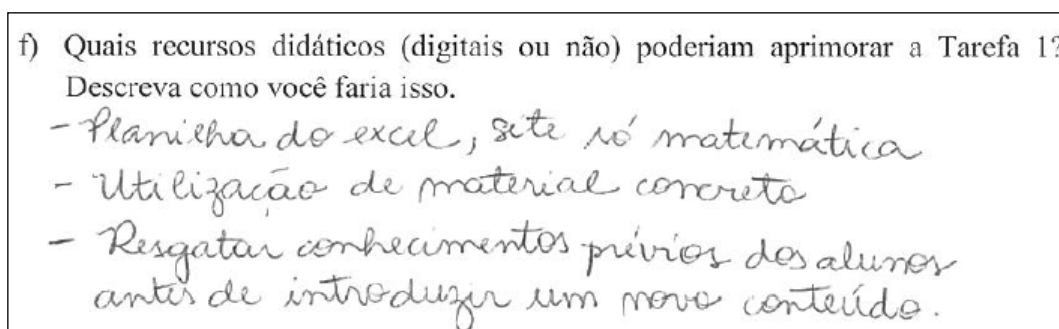 f) Quais recursos didáticos (digitais ou não) poderiam aprimorar a Tarefa 1?
Descreva como você faria isso.
- Planilha do excel, site só matemática
- Utilização de material concreto
- Resgatar conhecimentos prévios dos alunos
antes de introduzir um novo conteúdo.